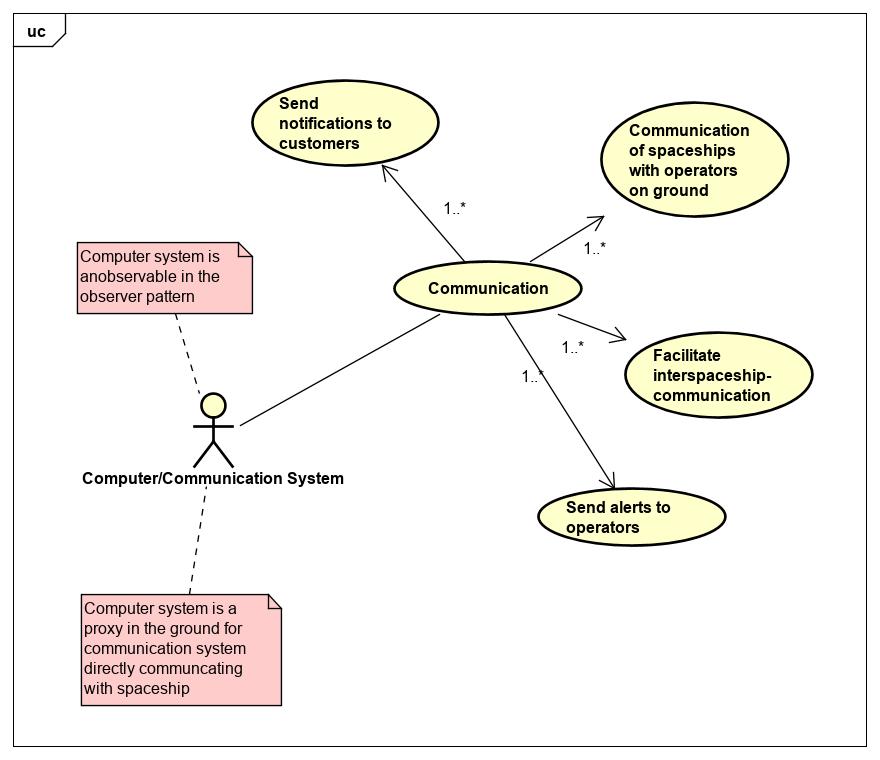 uc
Send
notifications to
customers
Communication
of spaceships
with operators
on ground
1..*
1..*
Computer system is
anobservable in the
observer pattern
Communication
1..*
Facilitate
interspaceship-
communication
1..*
Computer/Communication System
Send alerts to
operators
Computer system is a
proxy in the ground for
communication system
directly communcating
with spaceship